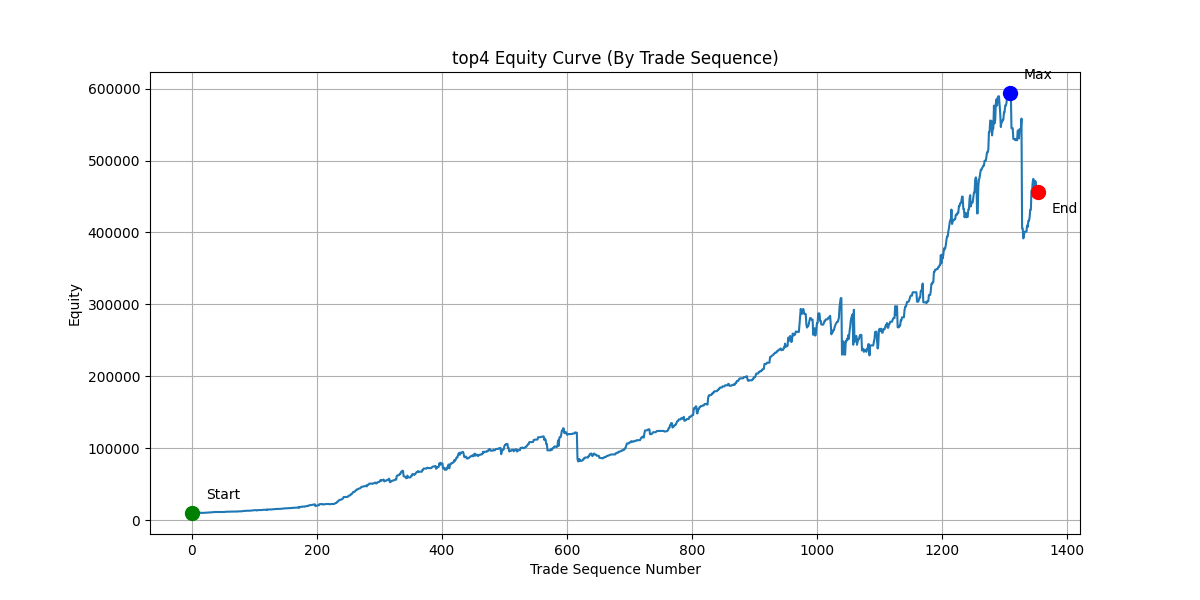 top4 Equity Curve (By Trade Sequence)
Max
600000
500000
End
400000
300000
Equity
200000
100000
Start
0
0 200 400 600 800 1000 1200 1400
Trade Sequence Number